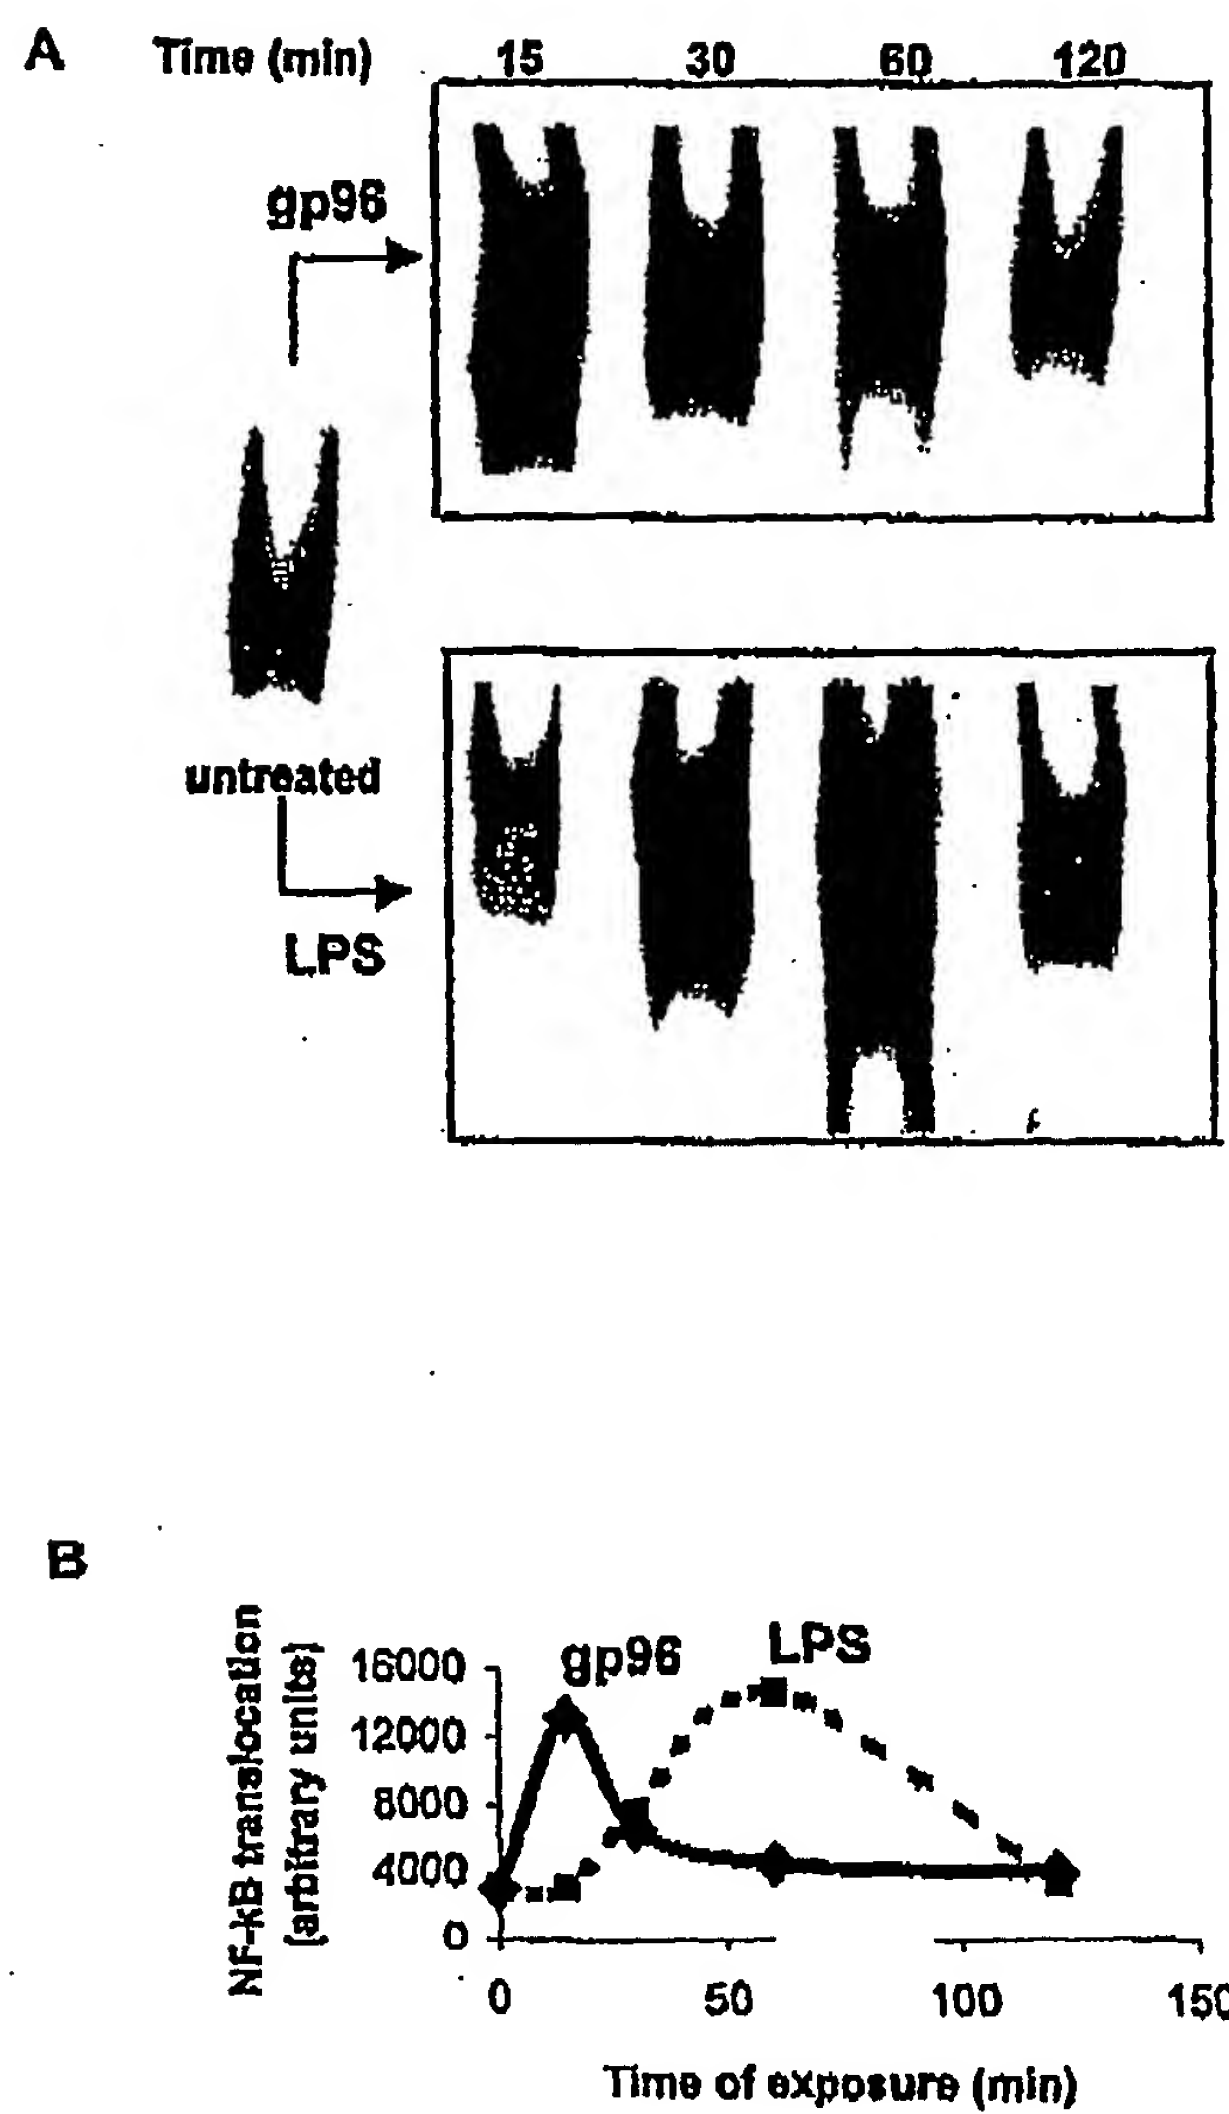 A
Time (min) 15 30 60 120
gp96
untreated
LPS
B
NF-kB translocation
(arbitrary units)
gp96
LPS
16000
12000
8000
4000
0
0 50 100 150
Time of exposure (min)